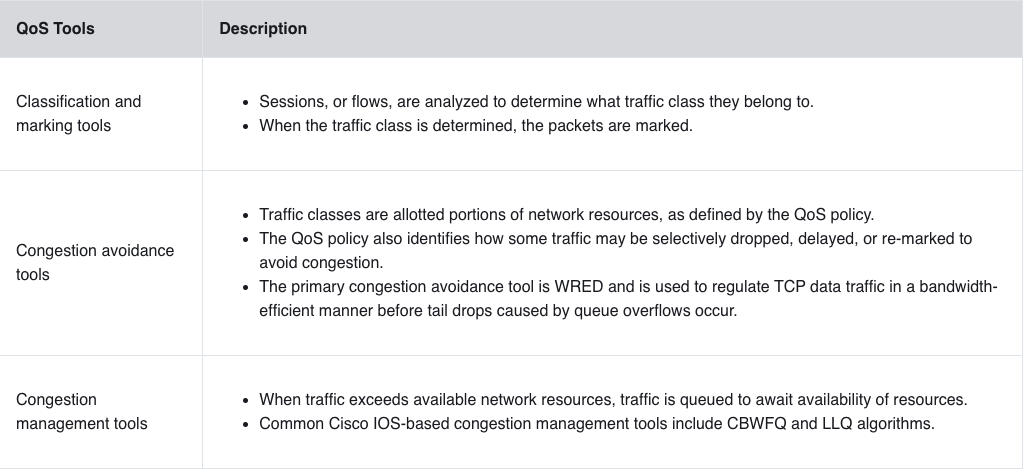 QoS Tools
Description
Classification and
marking tools
• Sessions, or flows, are analyzed to determine what traffic class they belong to.
• When the traffic class is determined, the packets are marked.
Congestion avoidance
tools
• Traffic classes are allotted portions of network resources, as defined by the QoS policy.
• The QoS policy also identifies how some traffic may be selectively dropped, delayed, or re-marked to
avoid congestion.
• The primary congestion avoidance tool is WRED and is used to regulate TCP data traffic in a bandwidth-
efficient manner before tail drops caused by queue overflows occur.
Congestion
management tools
• When traffic exceeds available network resources, traffic is queued to await availability of resources.
• Common Cisco IOS-based congestion management tools include CBWFQ and LLQ algorithms.